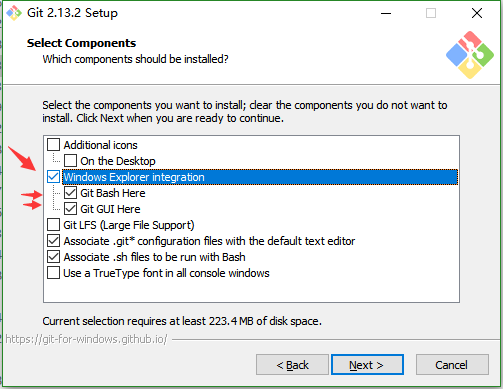 Git 2.13.2 Setup
Select Components
Which components should be installed?
Select the components you want to install; clear the components you do not want to
install. Click Next when you are ready to continue.
Additional icons
On the Desktop
Windows Explorer integration
Git Bash Here
Git GUI Here
Git LFS (Large File Support)
Associate .git* configuration files with the default text editor
Associate .sh files to be run with Bash
Use a TrueType font in all console windows
Current selection requires at least 223.4 MB of disk space.
https://git-for-windows.github.io/
< Back
Next >
Cancel